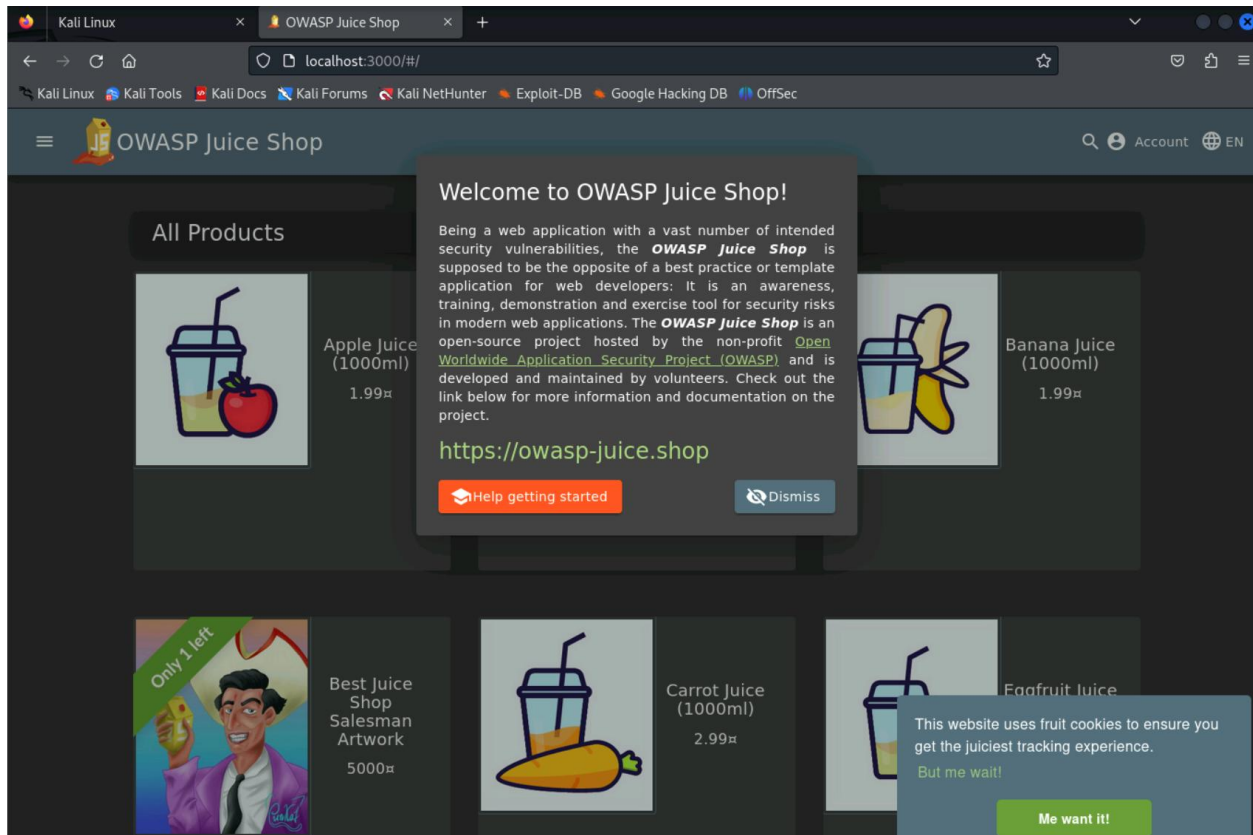 Kali Linux
OWASP Juice Shop
localhost:3000/#/
Kali Linux Kali Tools Kali Docs Kali Forums Kali NetHunter Exploit-DB Google Hacking DB OffSec
OWASP Juice Shop
Account EN
All Products
Welcome to OWASP Juice Shop!
Being a web application with a vast number of intended
security vulnerabilities, the OWASP Juice Shop is
supposed to be the opposite of a best practice or template
application for web developers: It is an awareness,
training, demonstration and exercise tool for security risks
in modern web applications. The OWASP Juice Shop is an
open-source project hosted by the non-profit Open
Worldwide Application Security Project (OWASP) and is
developed and maintained by volunteers. Check out the
link below for more information and documentation on the
project.
https://owasp-juice.shop
Help getting started
Dismiss
Apple Juice
(1000ml)
1.99¤
Banana Juice
(1000ml)
1.99¤
Only 1 left
Best Juice
Shop
Salesman
Artwork
5000¤
Carrot Juice
(1000ml)
2.99¤
Eggfruit Juice
This website uses fruit cookies to ensure you
get the juiciest tracking experience.
But me wait!
Me want it!
JS